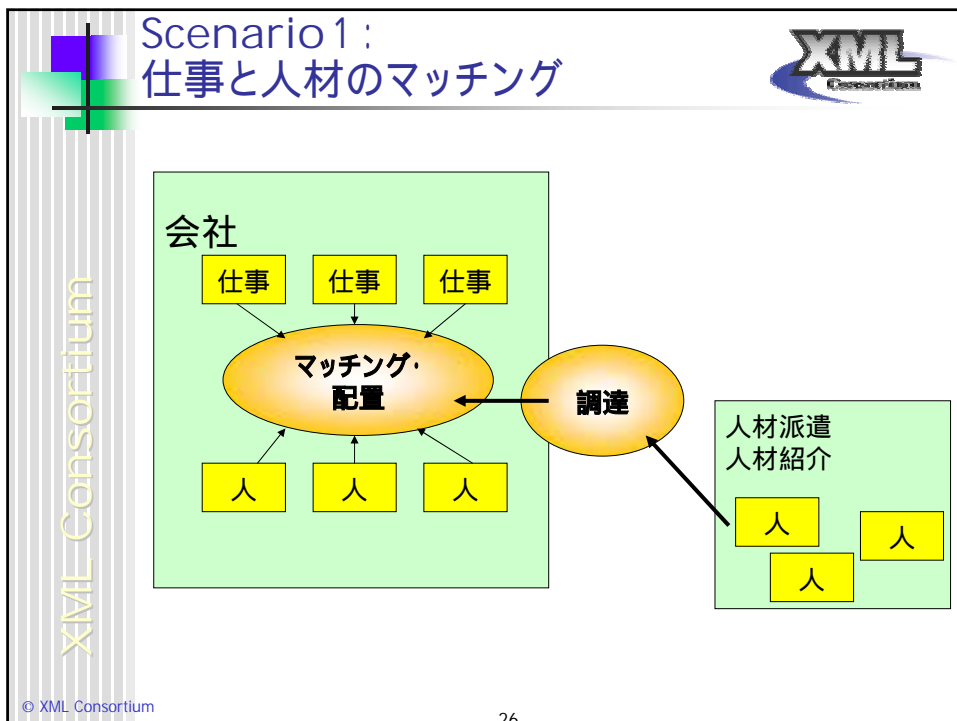 Scenario1:
仕事と人材のマッチング
XML
Consortium
会社
仕事
仕事
仕事
マッチング・
配置
調達
人
人
人
人材派遣
人材紹介
人
人
人
XML Consortium
© XML Consortium
26